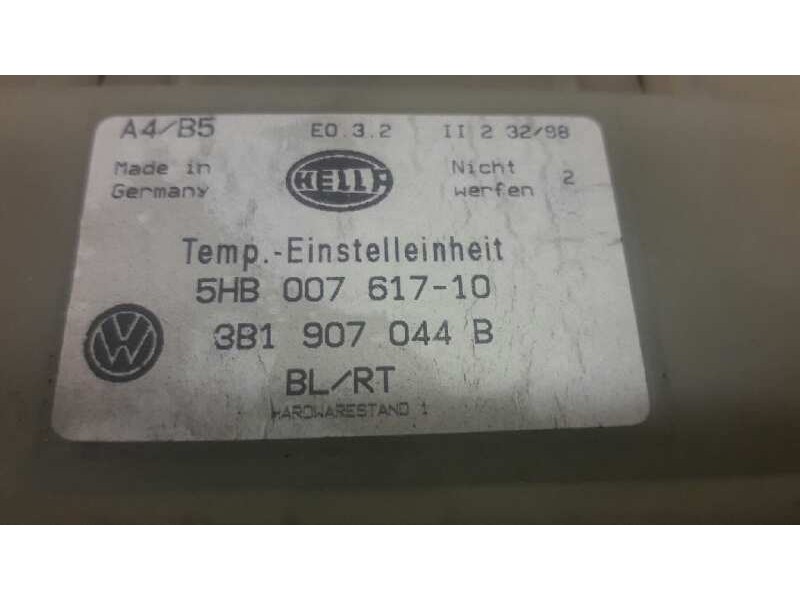 A4/B5 E0.3.2 II 2 32/98
Made in Germany HELLA Nicht werfen 2
Temp.-Einstelleinheit
5HB 007 617-10
VW 3B1 907 044 B
BL/RT
HARDWARESTAND 1